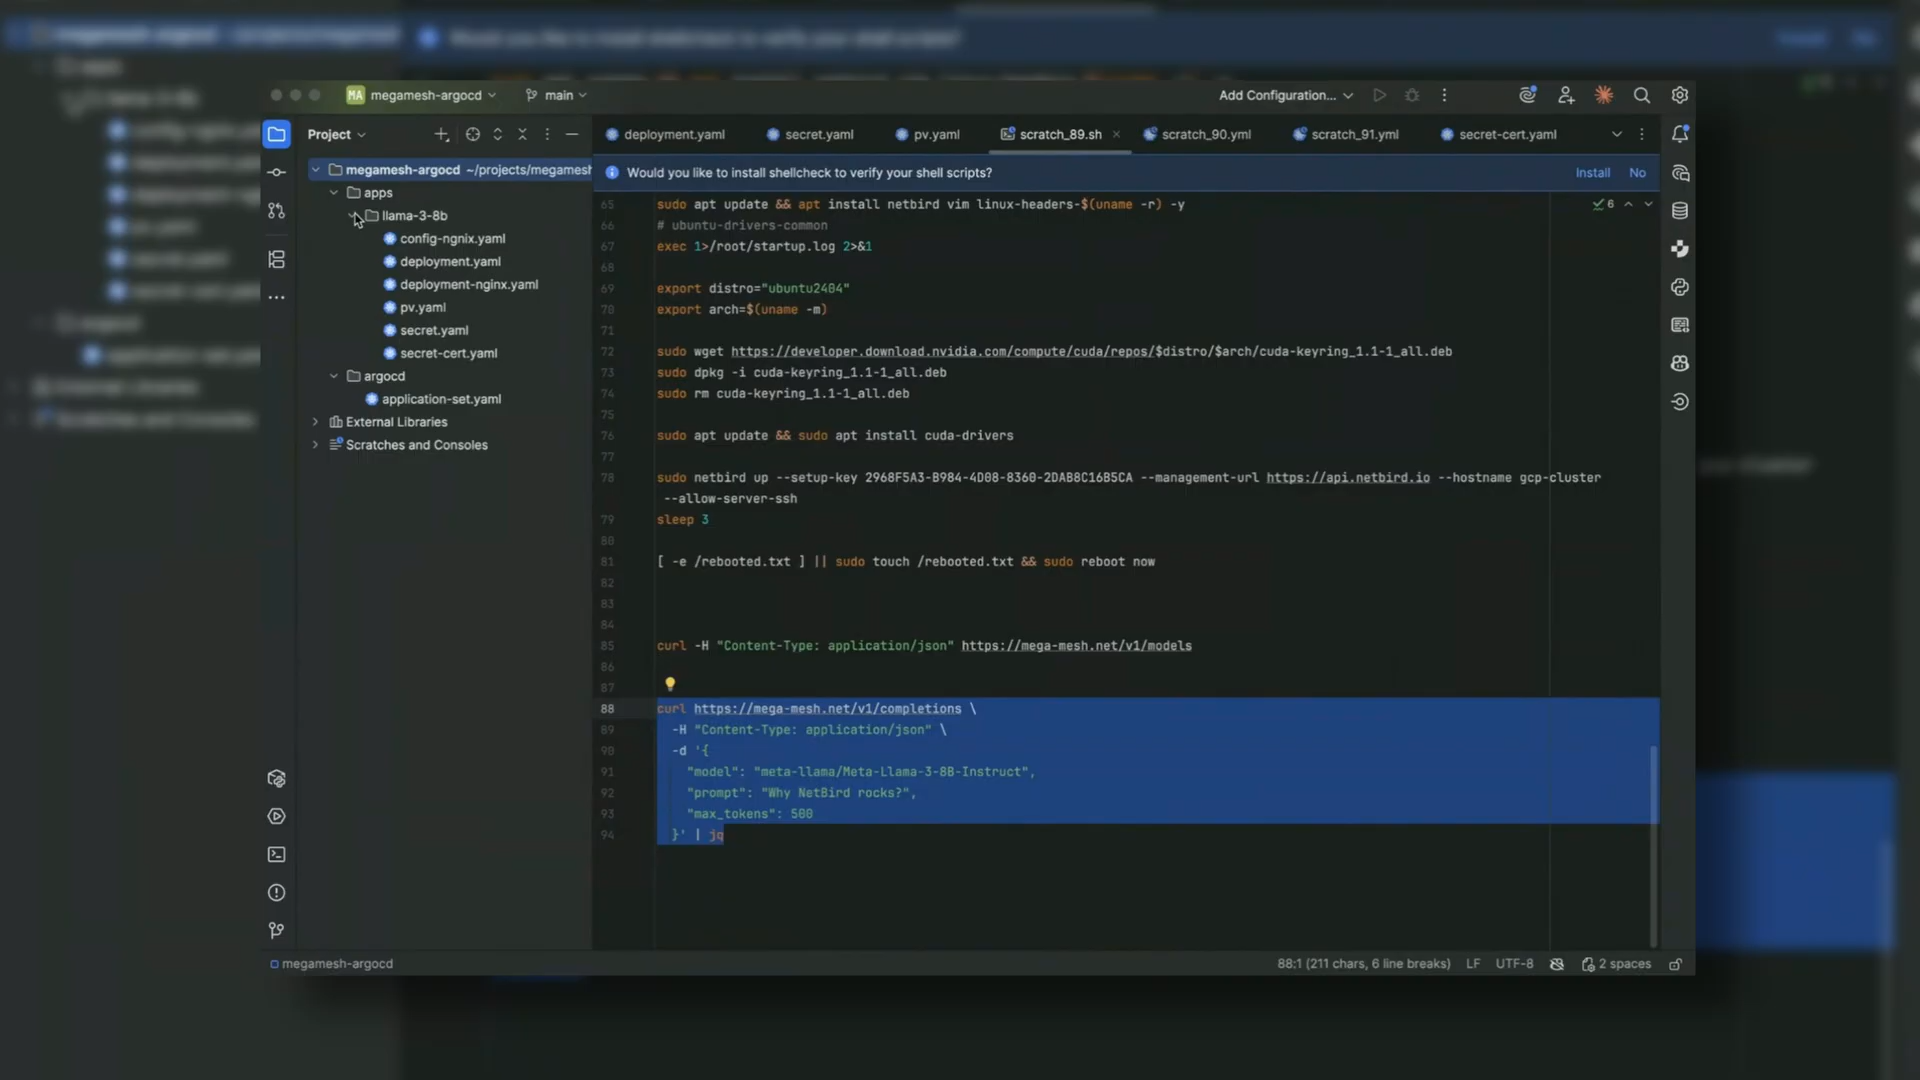 MA megamesh-argocd
main
Add Configuration...
Project
deployment.yaml
secret.yaml
pv.yaml
scratch_89.sh
scratch_90.yml
scratch_91.yml
secret-cert.yaml
megamesh-argocd ~/projects/megamesh
apps
llama-3-8b
config-ngnix.yaml
deployment.yaml
deployment-nginx.yaml
pv.yaml
secret.yaml
secret-cert.yaml
argocd
application-set.yaml
External Libraries
Scratches and Consoles
Would you like to install shellcheck to verify your shell scripts?
Install
No
6
65 sudo apt update && apt install netbird vim linux-headers-$(uname -r) -y
66 # ubuntu-drivers-common
67 exec 1>/root/startup.log 2>&1
68
69 export distro="ubuntu2404"
70 export arch=$(uname -m)
71
72 sudo wget https://developer.download.nvidia.com/compute/cuda/repos/$distro/$arch/cuda-keyring_1.1-1_all.deb
73 sudo dpkg -i cuda-keyring_1.1-1_all.deb
74 sudo rm cuda-keyring_1.1-1_all.deb
75
76 sudo apt update && sudo apt install cuda-drivers
77
78 sudo netbird up --setup-key 2968F5A3-B984-4D08-8360-2DAB8C16B5CA --management-url https://api.netbird.io --hostname gcp-cluster
--allow-server-ssh
79 sleep 3
80
81 [ -e /rebooted.txt ] || sudo touch /rebooted.txt && sudo reboot now
82
83
84
85 curl -H "Content-Type: application/json" https://mega-mesh.net/v1/models
86
87
88 curl https://mega-mesh.net/v1/completions \
89 -H "Content-Type: application/json" \
90 -d '{
91 "model": "meta-llama/Meta-Llama-3-8B-Instruct",
92 "prompt": "Why NetBird rocks?",
93 "max_tokens": 500
94 }' | jq
megamesh-argocd
88:1 (211 chars, 6 line breaks)
LF
UTF-8
2 spaces